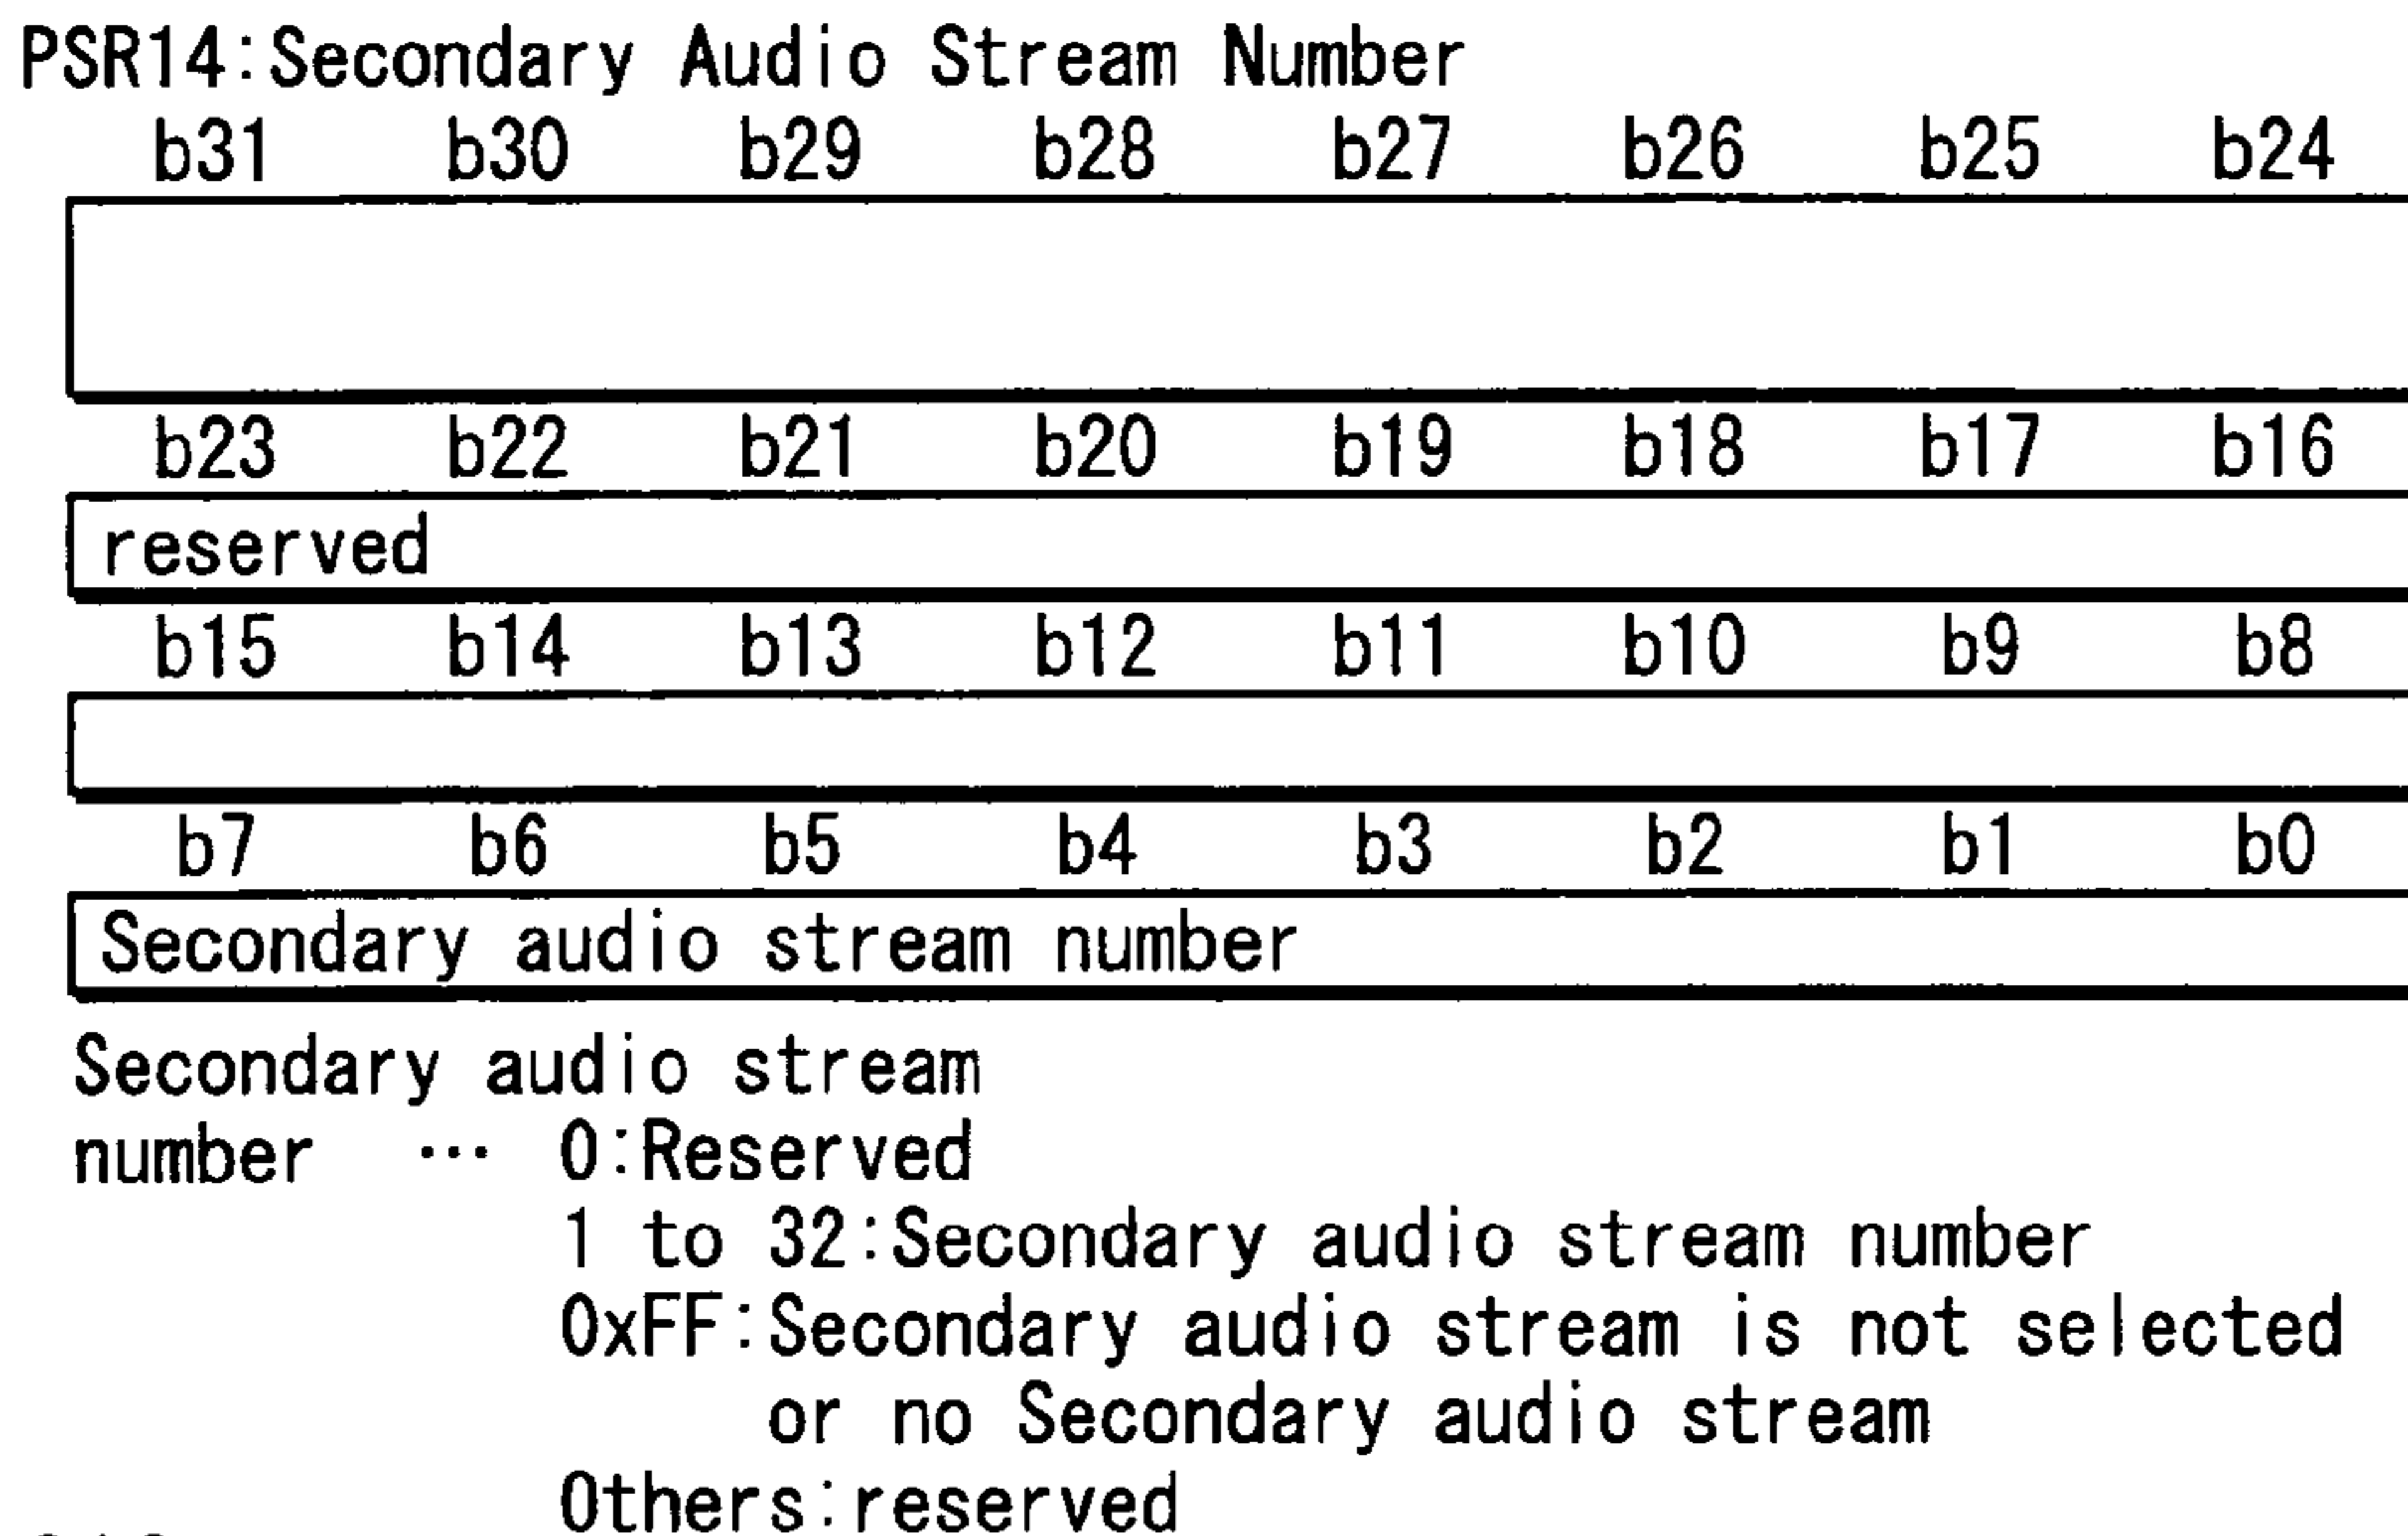 PSR14:Secondary Audio Stream Number
b31 b30 b29 b28 b27 b26 b25 b24
b23 b22 b21 b20 b19 b18 b17 b16
reserved
b15 b14 b13 b12 b11 b10 b9 b8
b7 b6 b5 b4 b3 b2 b1 b0
Secondary audio stream number
Secondary audio stream
number ... 0:Reserved
1 to 32:Secondary audio stream number
0xFF:Secondary audio stream is not selected
or no Secondary audio stream
Others:reserved